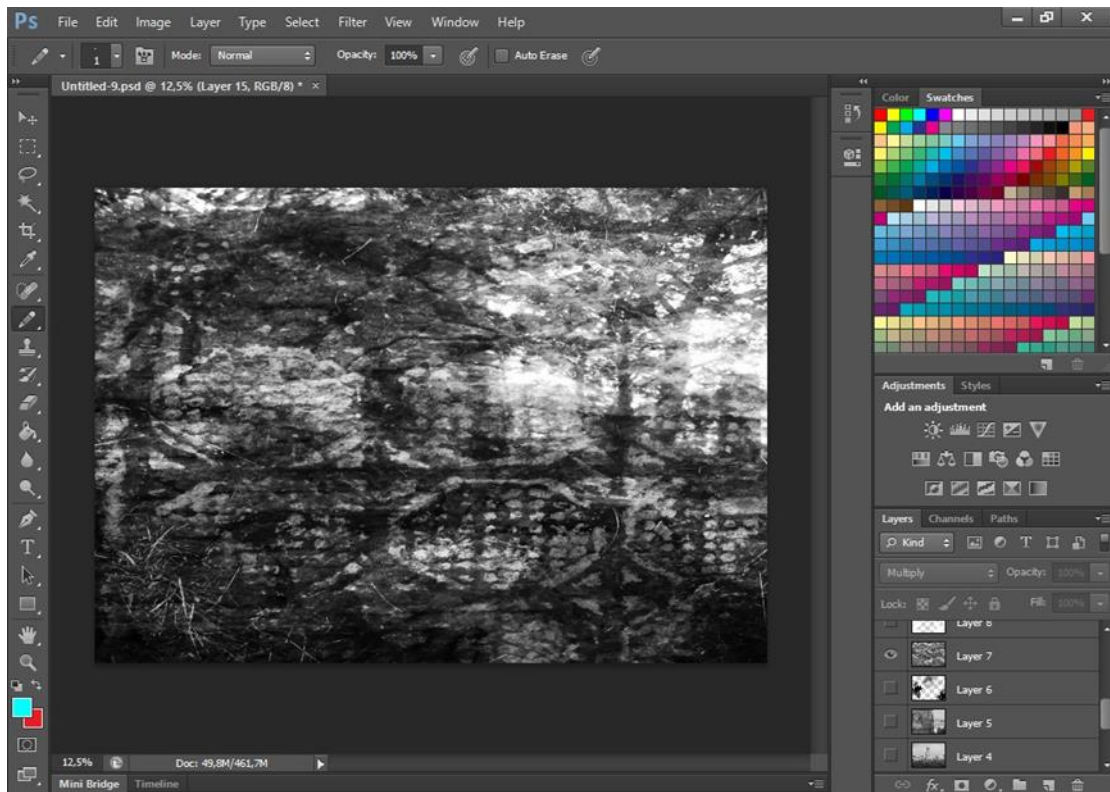 Ps File Edit Image Layer Type Select Filter View Window Help
1 Mode: Normal Opacity: 100% Auto Erase
Untitled-9.psd @ 12,5% (Layer 15, RGB/8) * ×
Color Swatches
Adjustments Styles
Add an adjustment
Layers Channels Paths
Kind T
Multiply Opacity: 100%
Lock: Fill: 100%
Layer 8
Layer 7
Layer 6
Layer 5
Layer 4
fx
T
12,5% Doc: 49,8M/461,7M
Mini Bridge Timeline